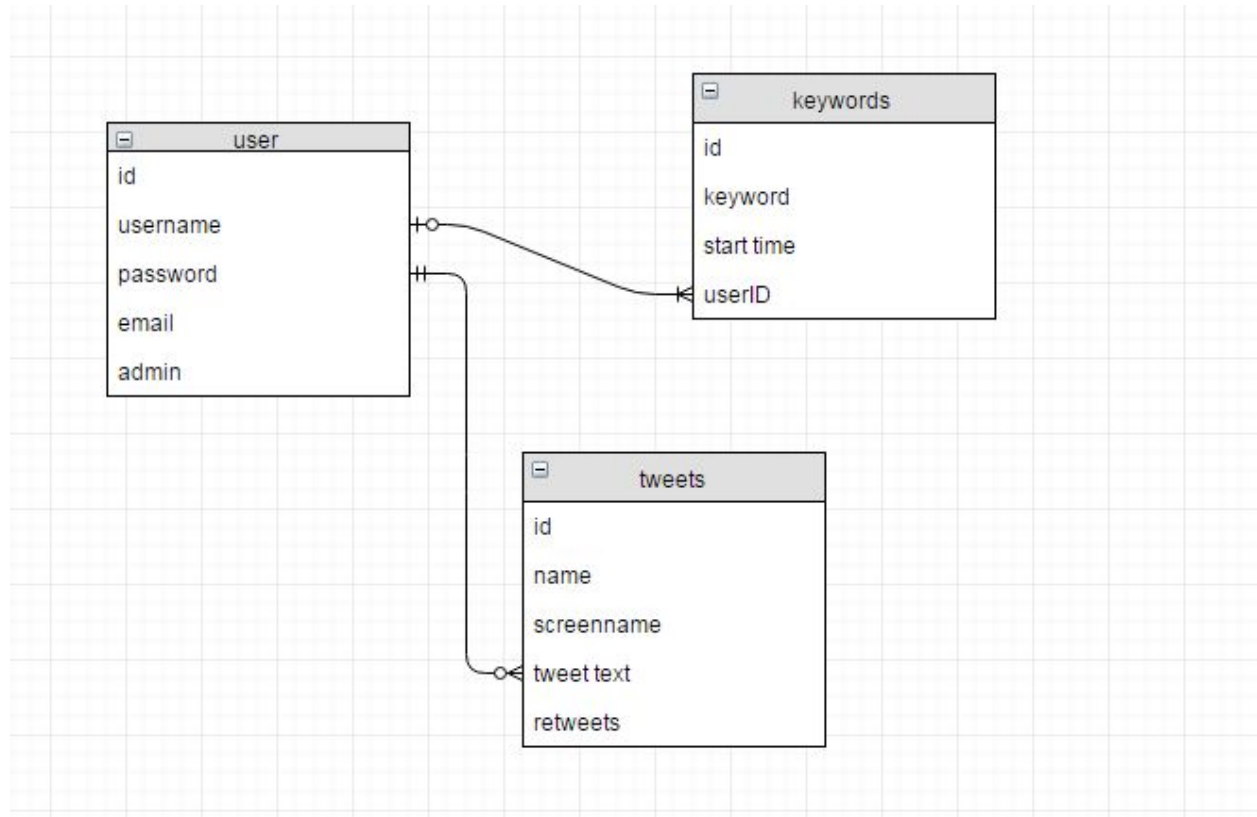 user
id
username
password
email
admin
keywords
id
keyword
start time
userID
tweets
id
name
screenname
tweet text
retweets